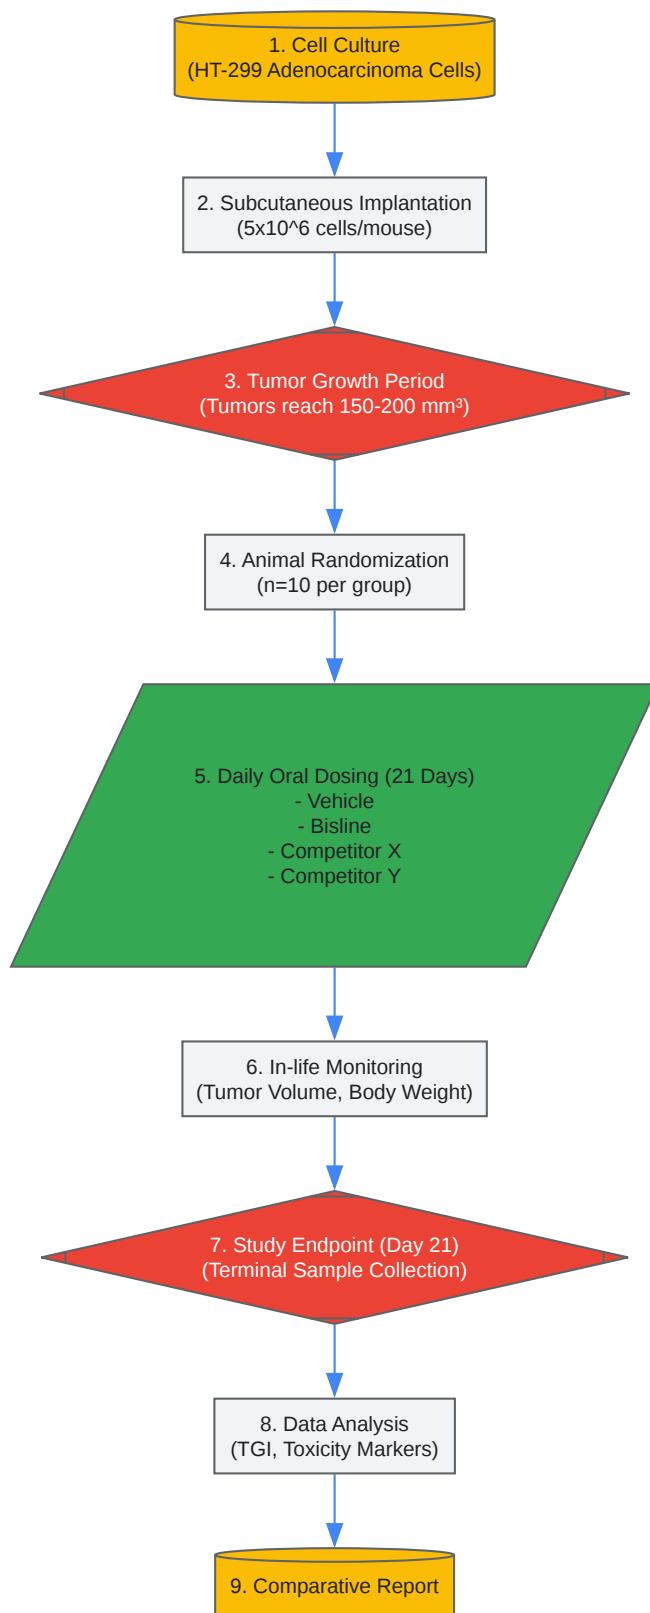 1. Cell Culture
(HT-299 Adenocarcinoma Cells)
2. Subcutaneous Implantation
(5x10^6 cells/mouse)
3. Tumor Growth Period
(Tumors reach 150-200 mm³)
4. Animal Randomization
(n=10 per group)
5. Daily Oral Dosing (21 Days)
- Vehicle
- Bisline
- Competitor X
- Competitor Y
6. In-life Monitoring
(Tumor Volume, Body Weight)
7. Study Endpoint (Day 21)
(Terminal Sample Collection)
8. Data Analysis
(TGI, Toxicity Markers)
9. Comparative Report